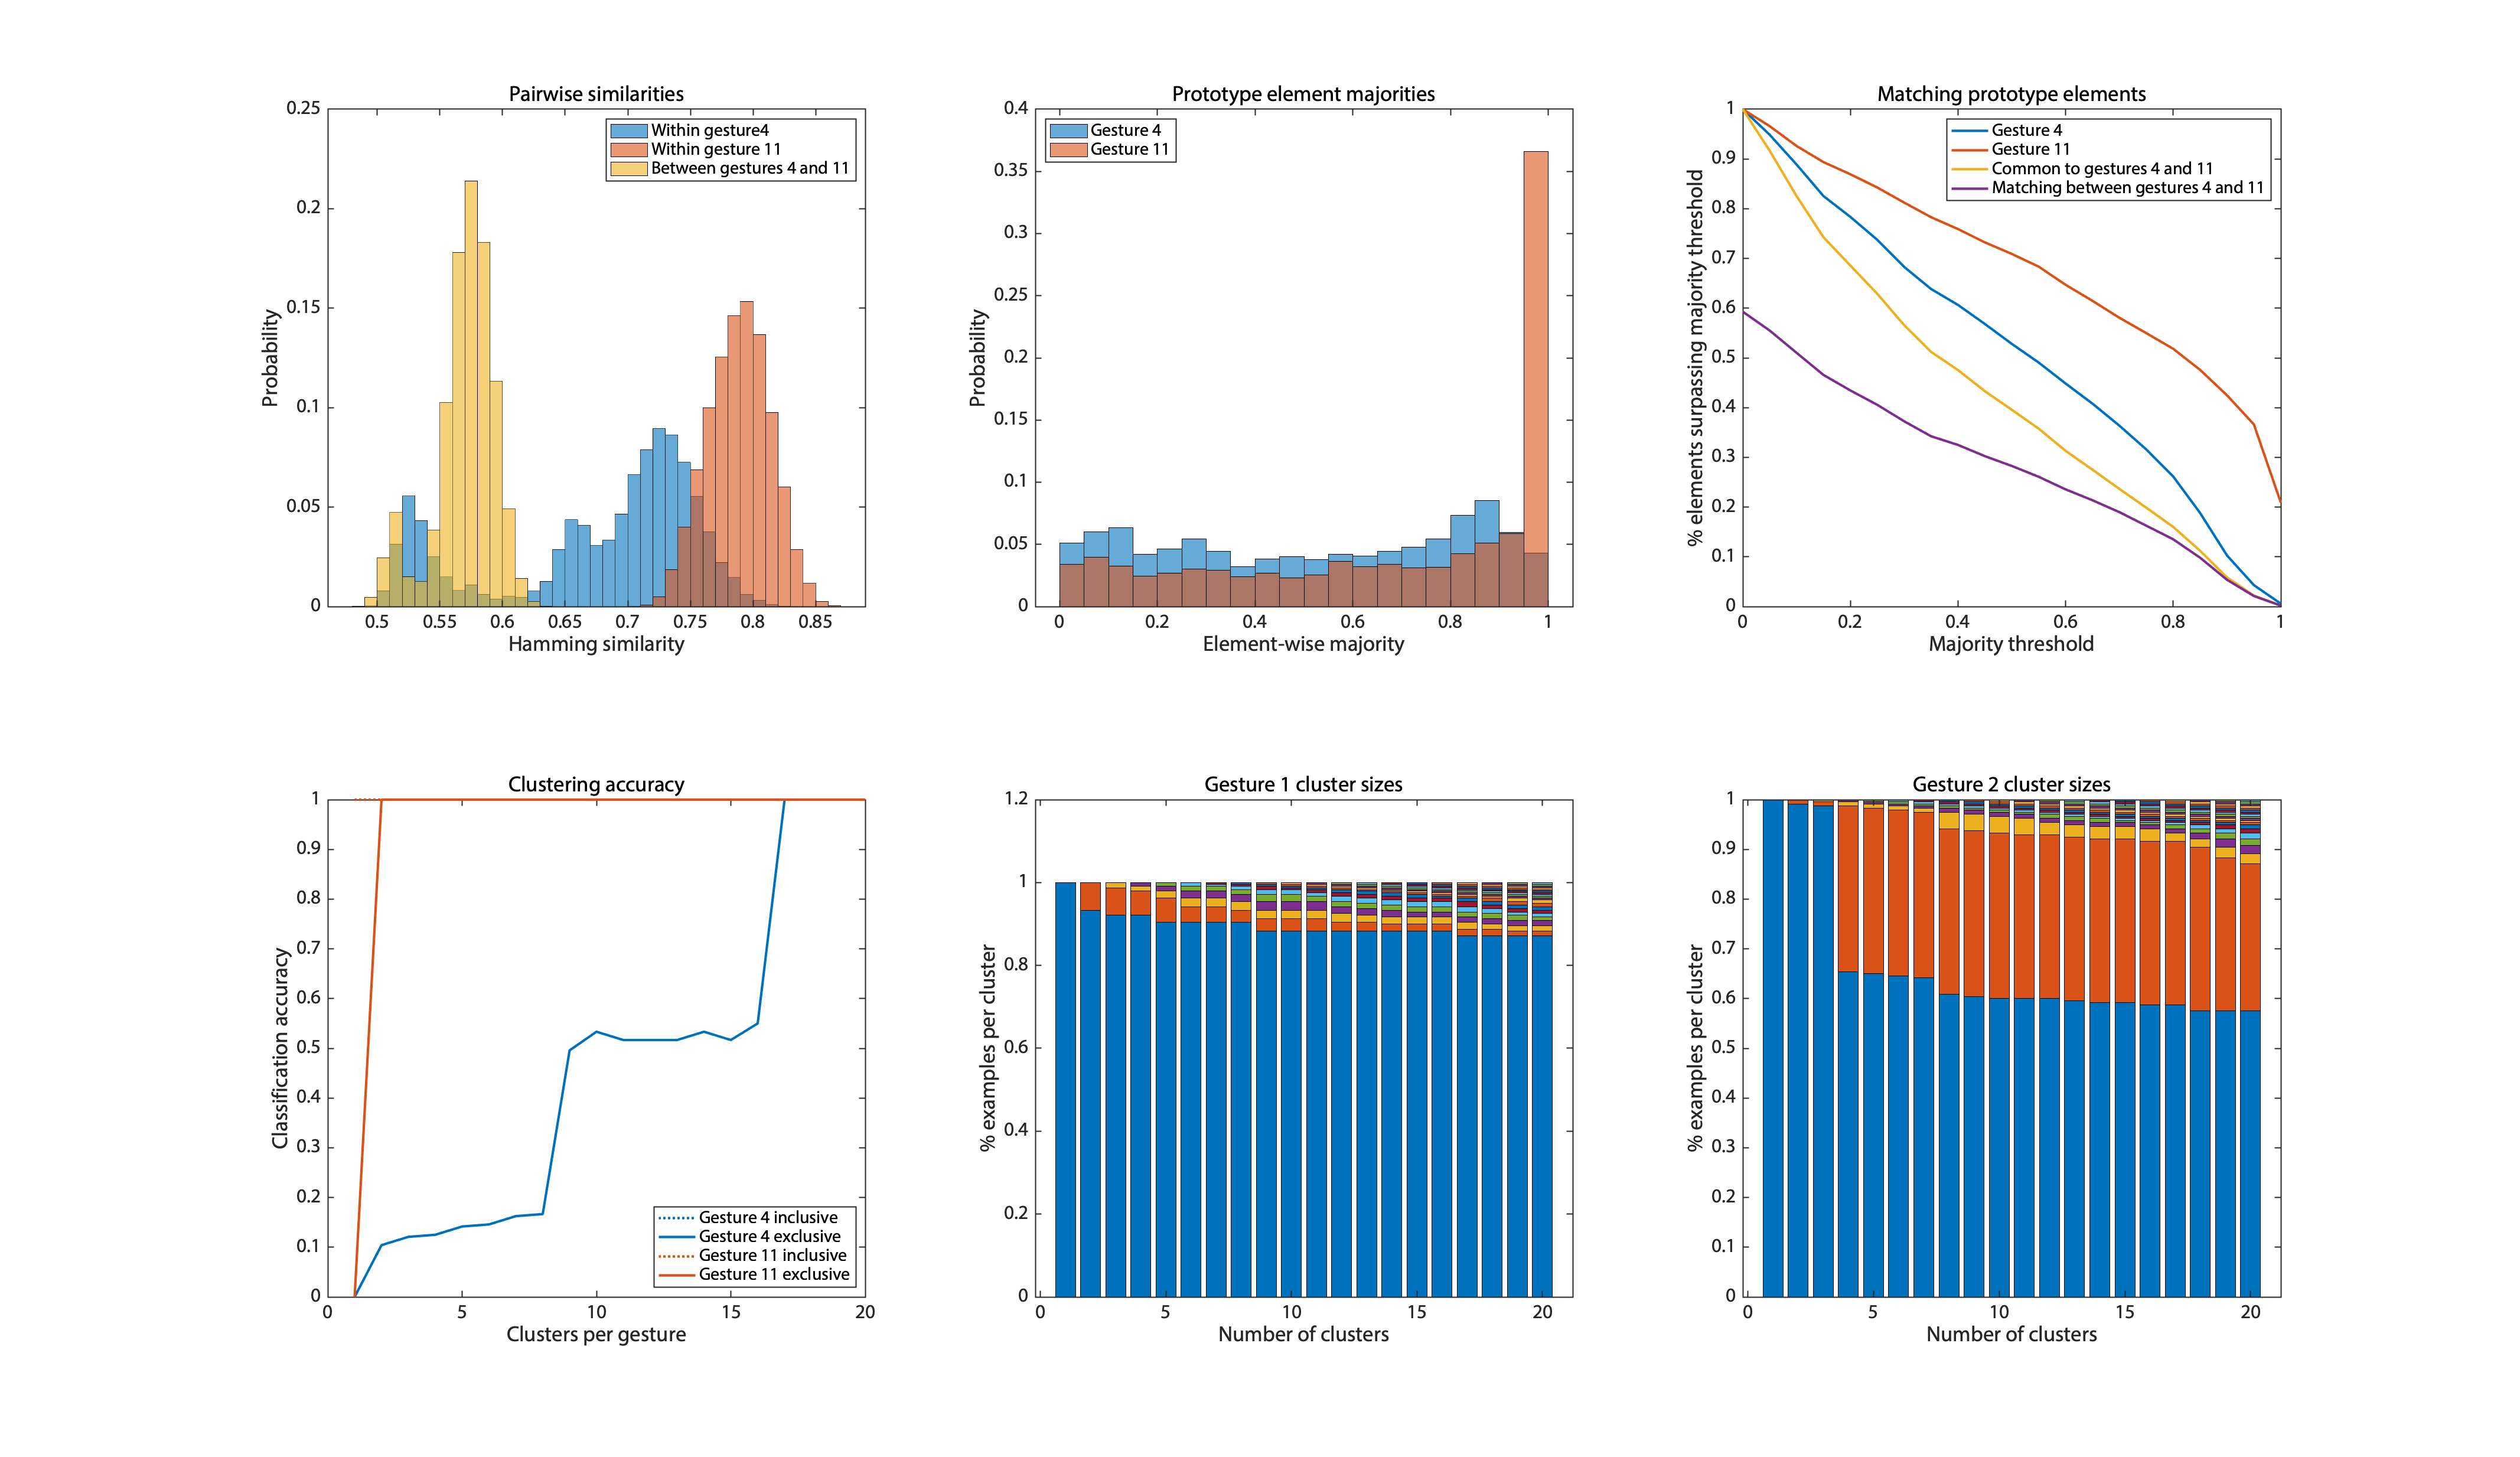 Pairwise similarities
0.25
0.2
0.15
0.1
0.05
0
Probability
Within gesture4
Within gesture 11
Between gestures 4 and 11
0.5 0.55 0.6 0.65 0.7 0.75 0.8 0.85
Hamming similarity
Prototype element majorities
0.4
0.35
0.3
0.25
0.2
0.15
0.1
0.05
0
Probability
Gesture 4
Gesture 11
0 0.2 0.4 0.6 0.8 1
Element-wise majority
Matching prototype elements
1
0.9
0.8
0.7
0.6
0.5
0.4
0.3
0.2
0.1
0
% elements surpassing majority threshold
Gesture 4
Gesture 11
Common to gestures 4 and 11
Matching between gestures 4 and 11
0 0.2 0.4 0.6 0.8 1
Majority threshold
Clustering accuracy
1
0.9
0.8
0.7
0.6
0.5
0.4
0.3
0.2
0.1
0
Classification accuracy
Gesture 4 inclusive
Gesture 4 exclusive
Gesture 11 inclusive
Gesture 11 exclusive
0 5 10 15 20
Clusters per gesture
Gesture 1 cluster sizes
1.2
1
0.8
0.6
0.4
0.2
0
% examples per cluster
0 5 10 15 20
Number of clusters
Gesture 2 cluster sizes
1
0.9
0.8
0.7
0.6
0.5
0.4
0.3
0.2
0.1
0
% examples per cluster
0 5 10 15 20
Number of clusters